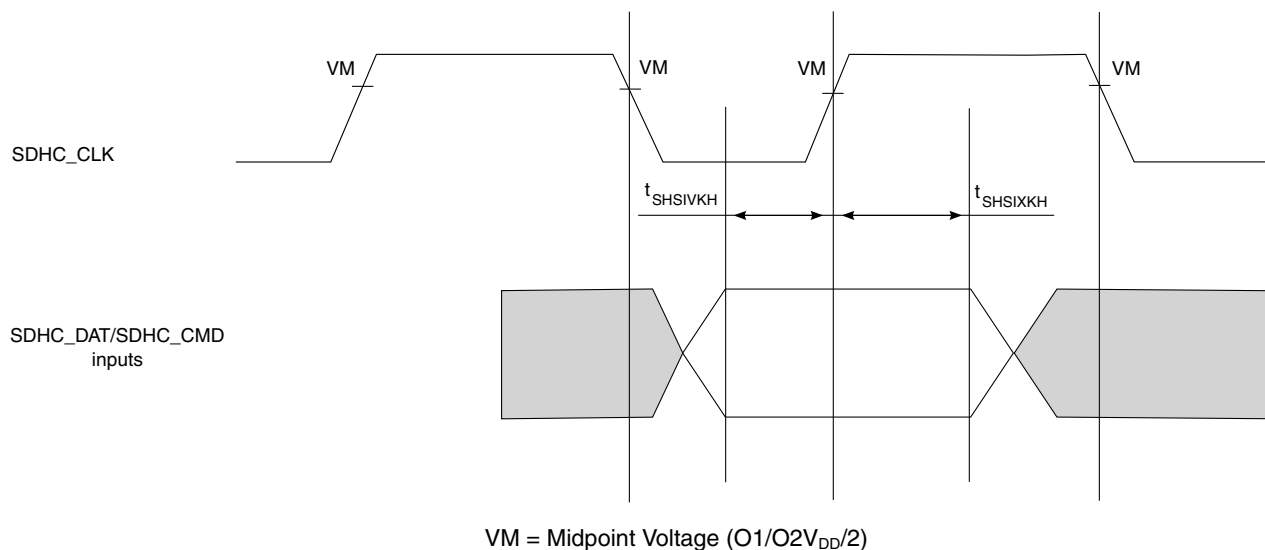 VM
VM
VM
VM
SDHC_CLK
tSHSIVKH
tSHSIXKH
SDHC_DAT/SDHC_CMD
inputs
VM = Midpoint Voltage (O1/O2VDD/2)